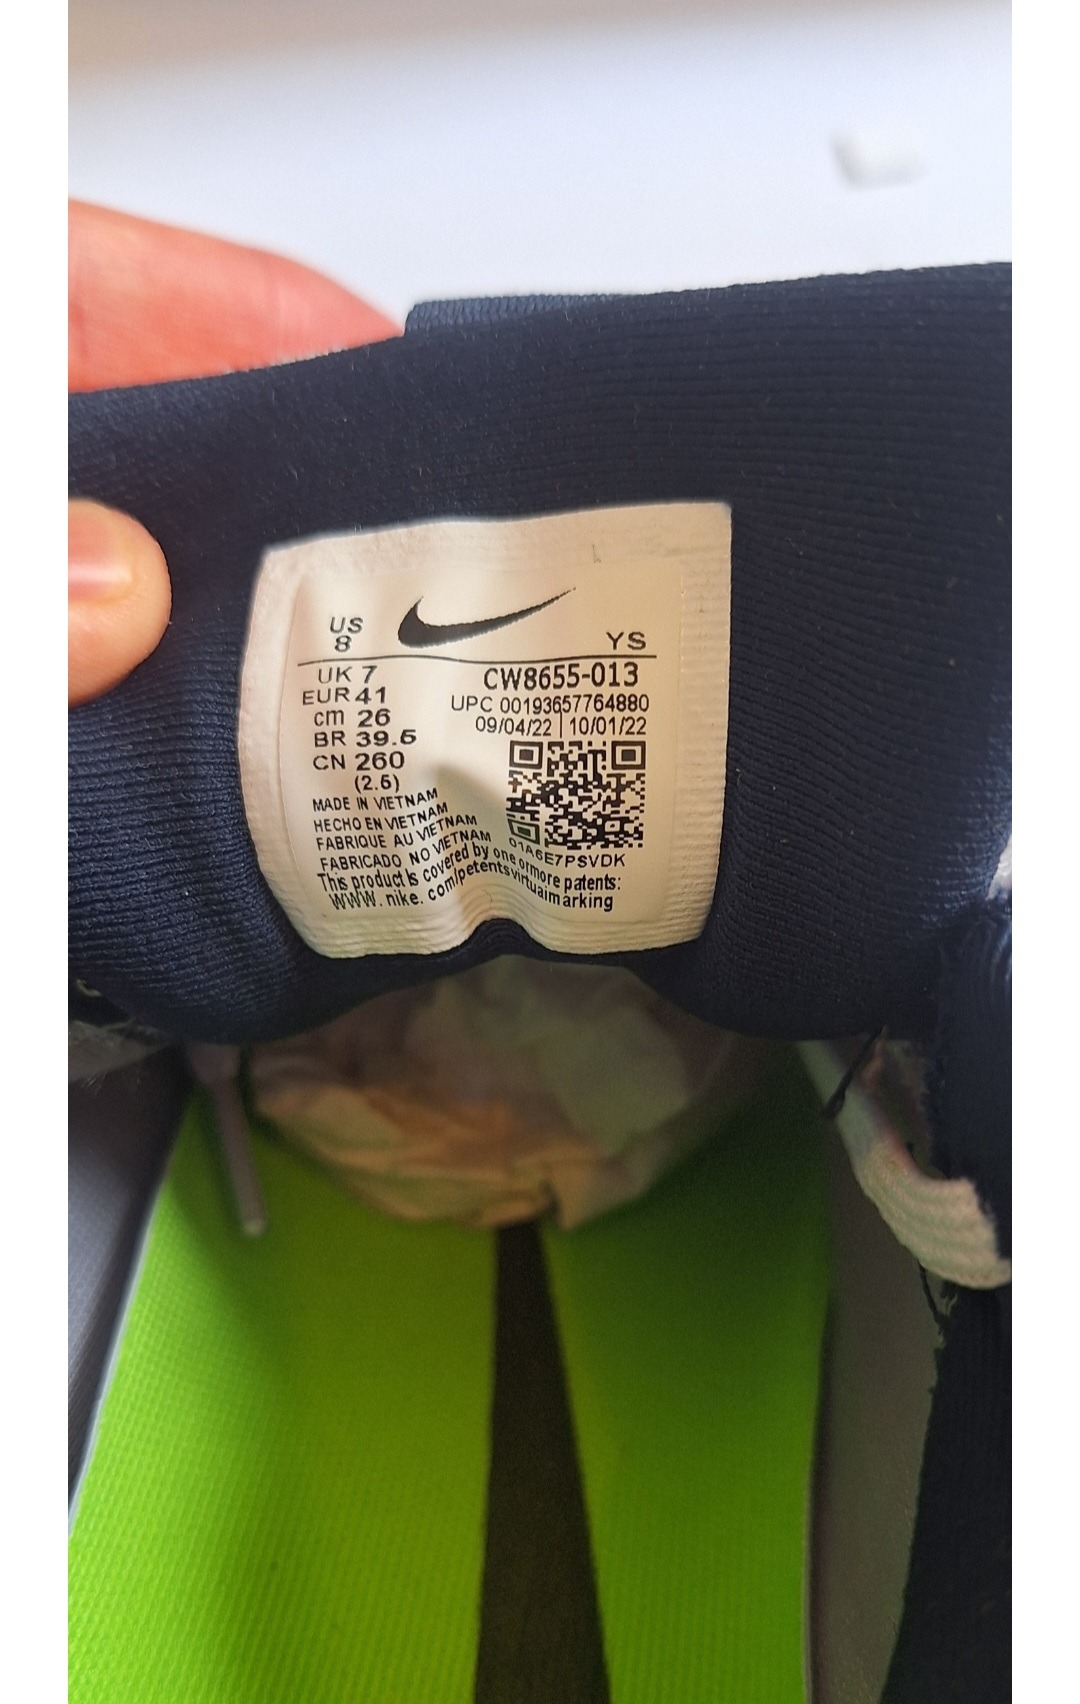 US
8
YS
UK 7
EUR 41
cm 26
BR 39.5
CN 260
(2.5)
CW8655-013
UPC 00193657764880
09/04/22 | 10/01/22
01A6E7PSVDK
MADE IN VIETNAM
HECHO EN VIETNAM
FABRIQUE AU VIETNAM
FABRICADO NO VIETNAM
This product is covered by one ormore patents:
WWW. nike. com/petentsvirtuaimarking